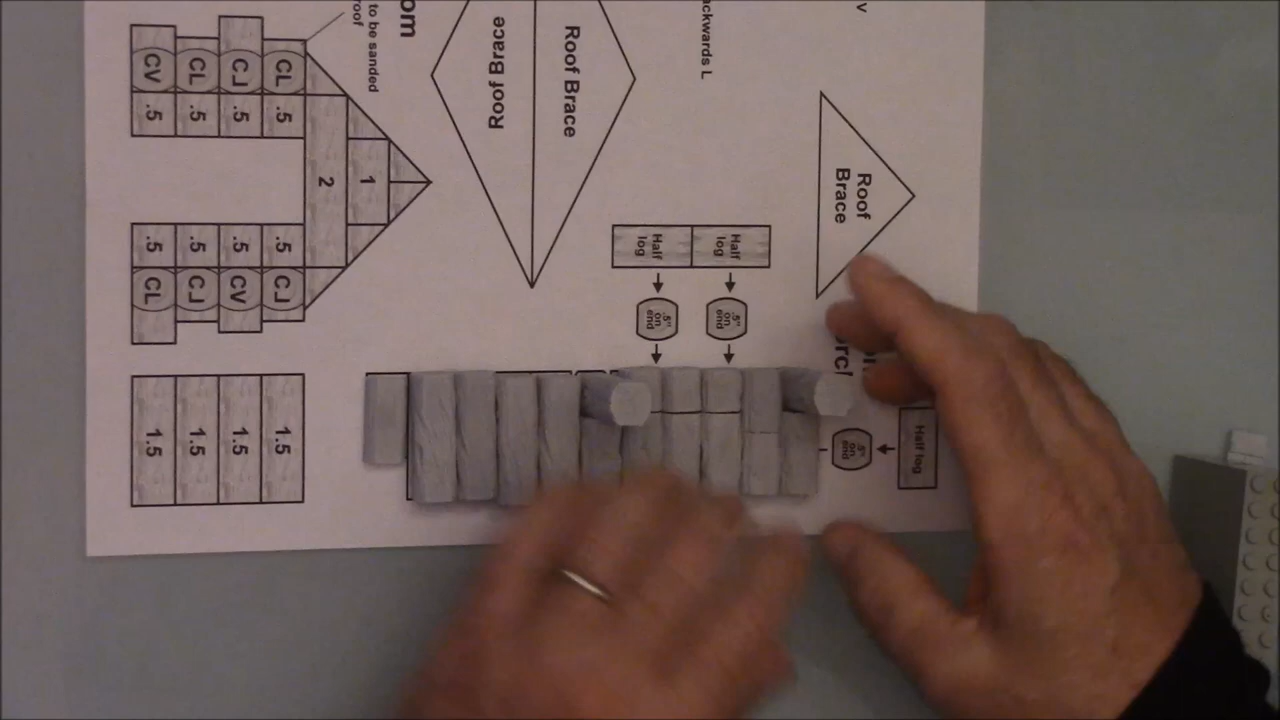 Half log
Roof
Brace
.5"
on
end
ackwards L
Half
log
.5"
on
end
Half
log
.5"
on
end
Roof Brace
Roof Brace
om
to be sanded
roof
1
2
CL .5 .5 CJ 1.5
CJ .5 .5 CV 1.5
CL .5 .5 CJ 1.5
CV .5 .5 CL 1.5